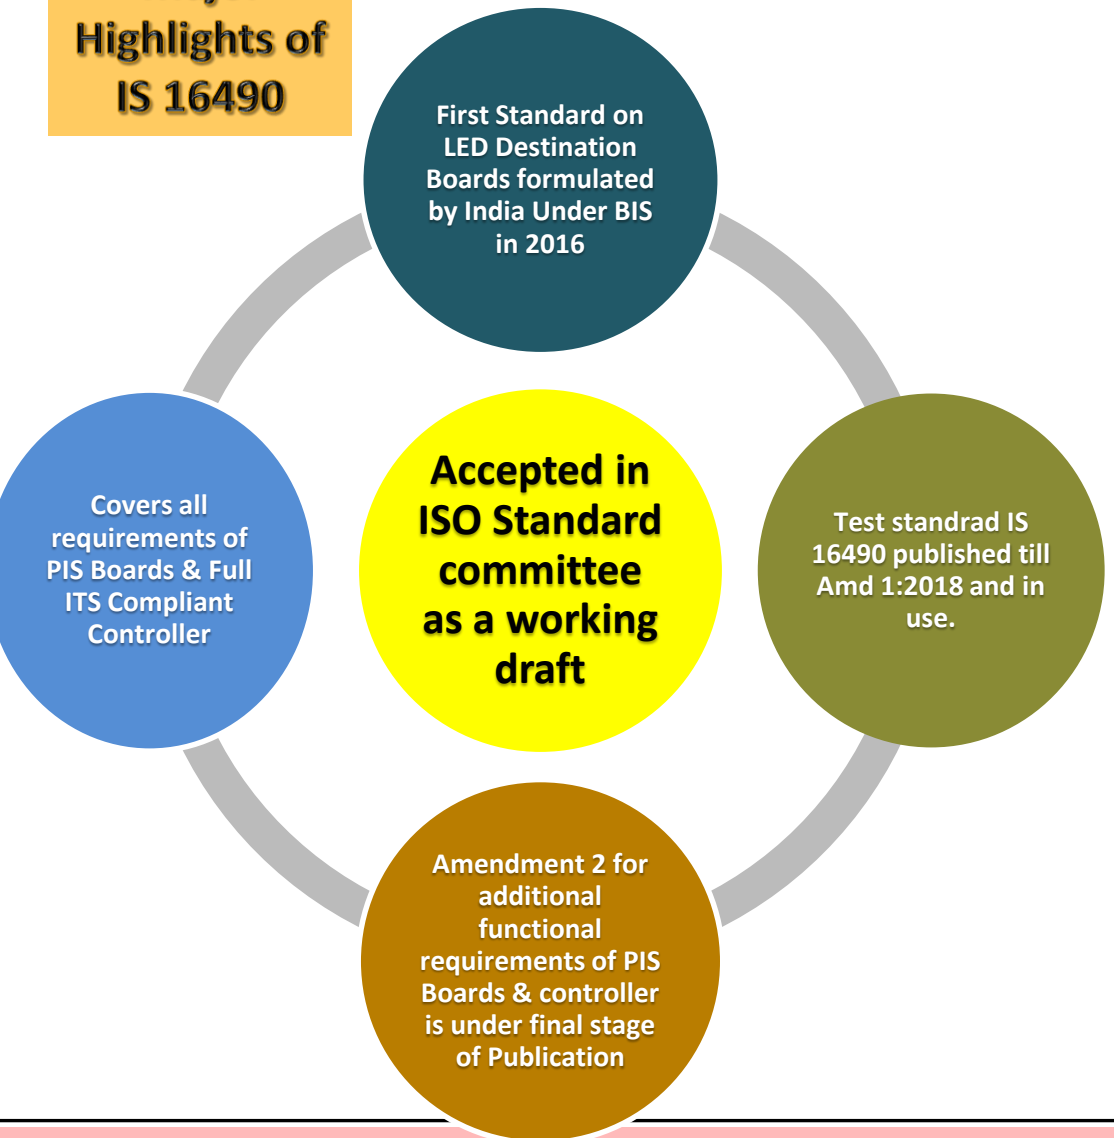 Highlights of
IS 16490
First Standard on
LED Destination
Boards formulated
by India Under BIS
in 2016
Covers all
requirements of
PIS Boards & Full
ITS Compliant
Controller
Accepted in
ISO Standard
committee
as a working
draft
Test standrad IS
16490 published till
Amd 1:2018 and in
use.
Amendment 2 for
additional
functional
requirements of PIS
Boards & controller
is under final stage
of Publication